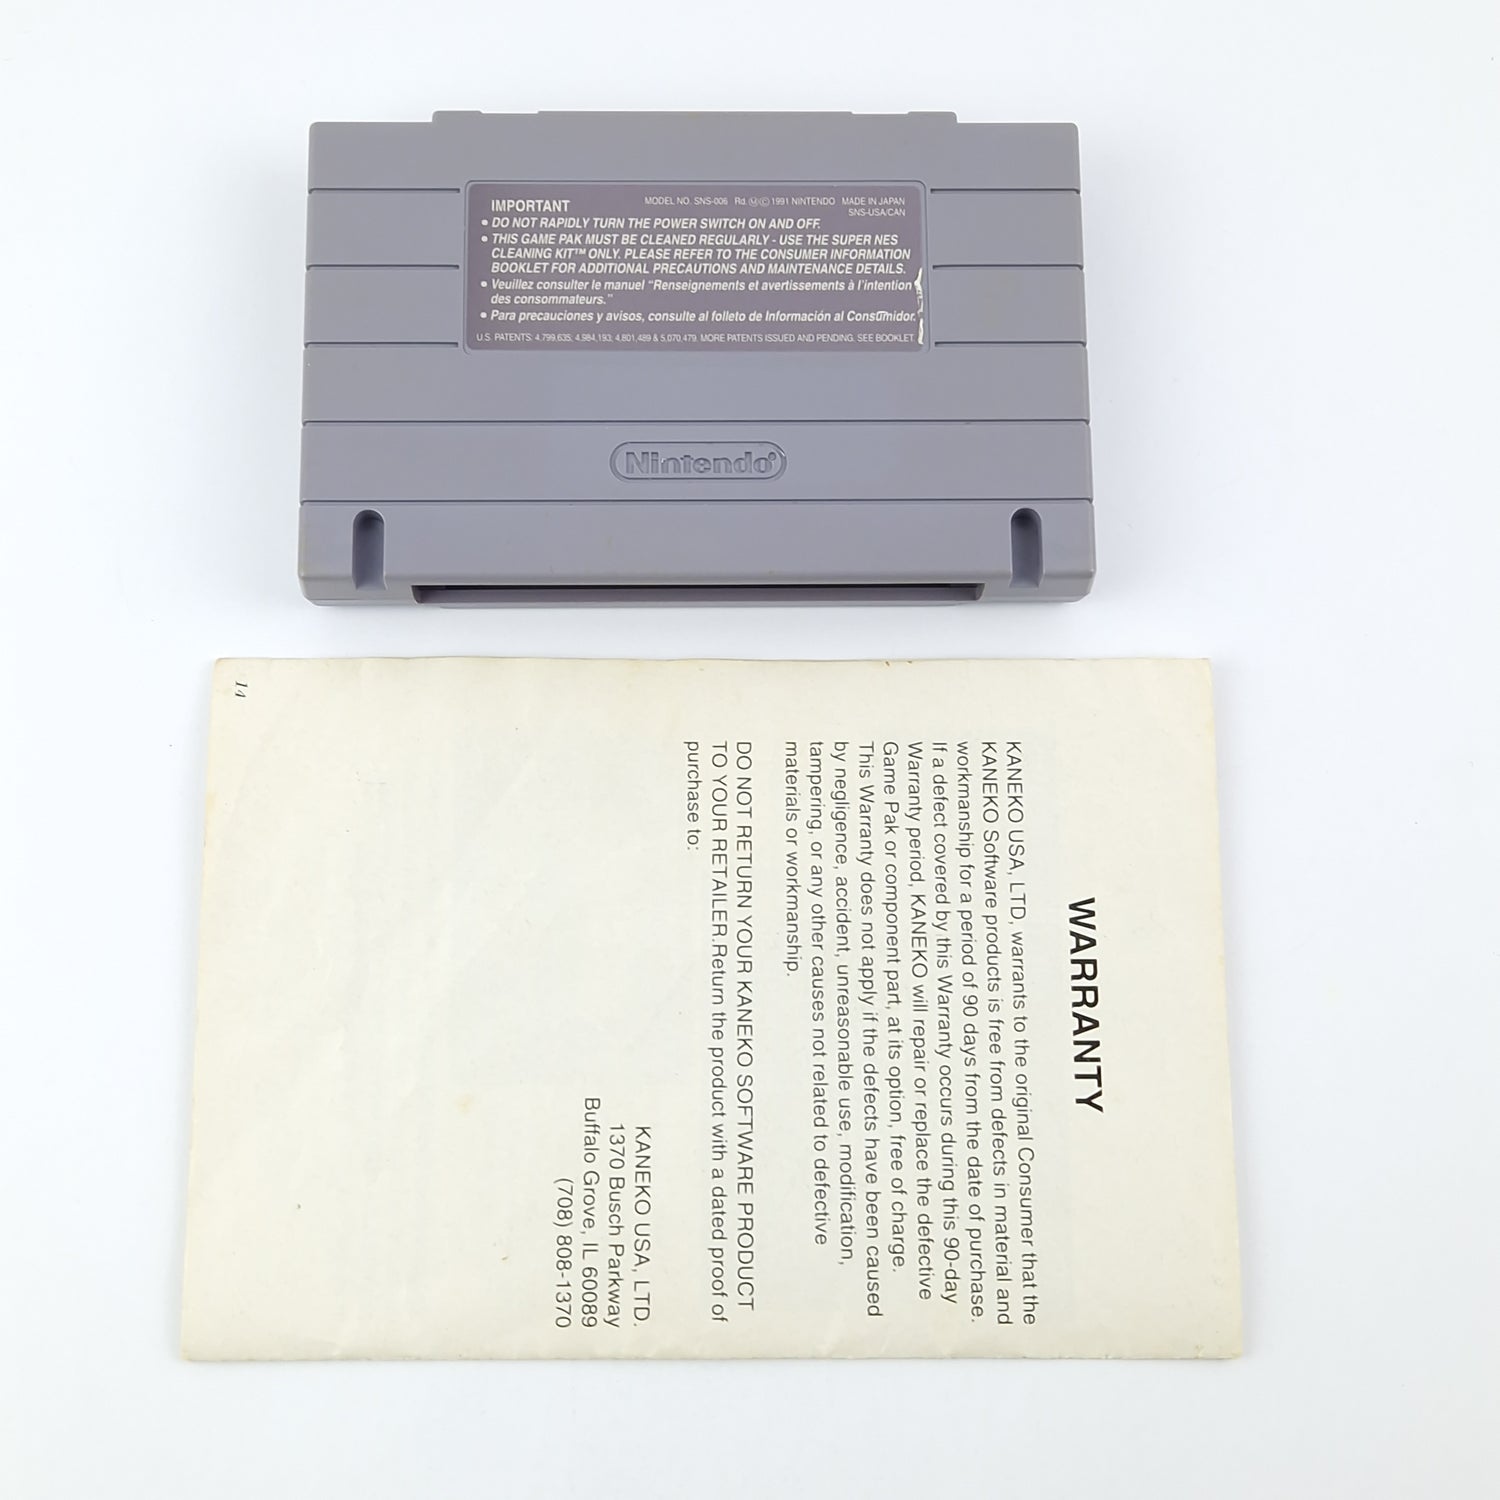 IMPORTANT
MODEL NO. SNS-006 Rd. Ⓜ Ⓒ 1991 NINTENDO MADE IN JAPAN
SNS-USA/CAN
• DO NOT RAPIDLY TURN THE POWER SWITCH ON AND OFF.
• THIS GAME PAK MUST BE CLEANED REGULARLY - USE THE SUPER NES
CLEANING KIT™ ONLY. PLEASE REFER TO THE CONSUMER INFORMATION
BOOKLET FOR ADDITIONAL PRECAUTIONS AND MAINTENANCE DETAILS.
• Veuillez consulter le manuel “Renseignements et avertissements à l'intention
des consommateurs.”
• Para precauciones y avisos, consulte al folleto de Información al Consumidor.
U.S. PATENTS: 4,799,635; 4,984,193; 4,801,489 & 5,070,479. MORE PATENTS ISSUED AND PENDING. SEE BOOKLET.
Nintendo®
WARRANTY
KANEKO USA, LTD, warrants to the original Consumer that the
KANEKO Software products is free from defects in material and
workmanship for a period of 90 days from the date of purchase.
If a defect covered by this Warranty occurs during this 90-day
Warranty period, KANEKO will repair or replace the defective
Game Pak or component part, at its option, free of charge.
This Warranty does not apply if the defects have been caused
by negligence, accident, unreasonable use, modification,
tampering, or any other causes not related to defective
materials or workmanship.
DO NOT RETURN YOUR KANEKO SOFTWARE PRODUCT
TO YOUR RETAILER.Return the product with a dated proof of
purchase to:
KANEKO USA, LTD.
1370 Busch Parkway
Buffalo Grove, IL 60089
(708) 808-1370
14